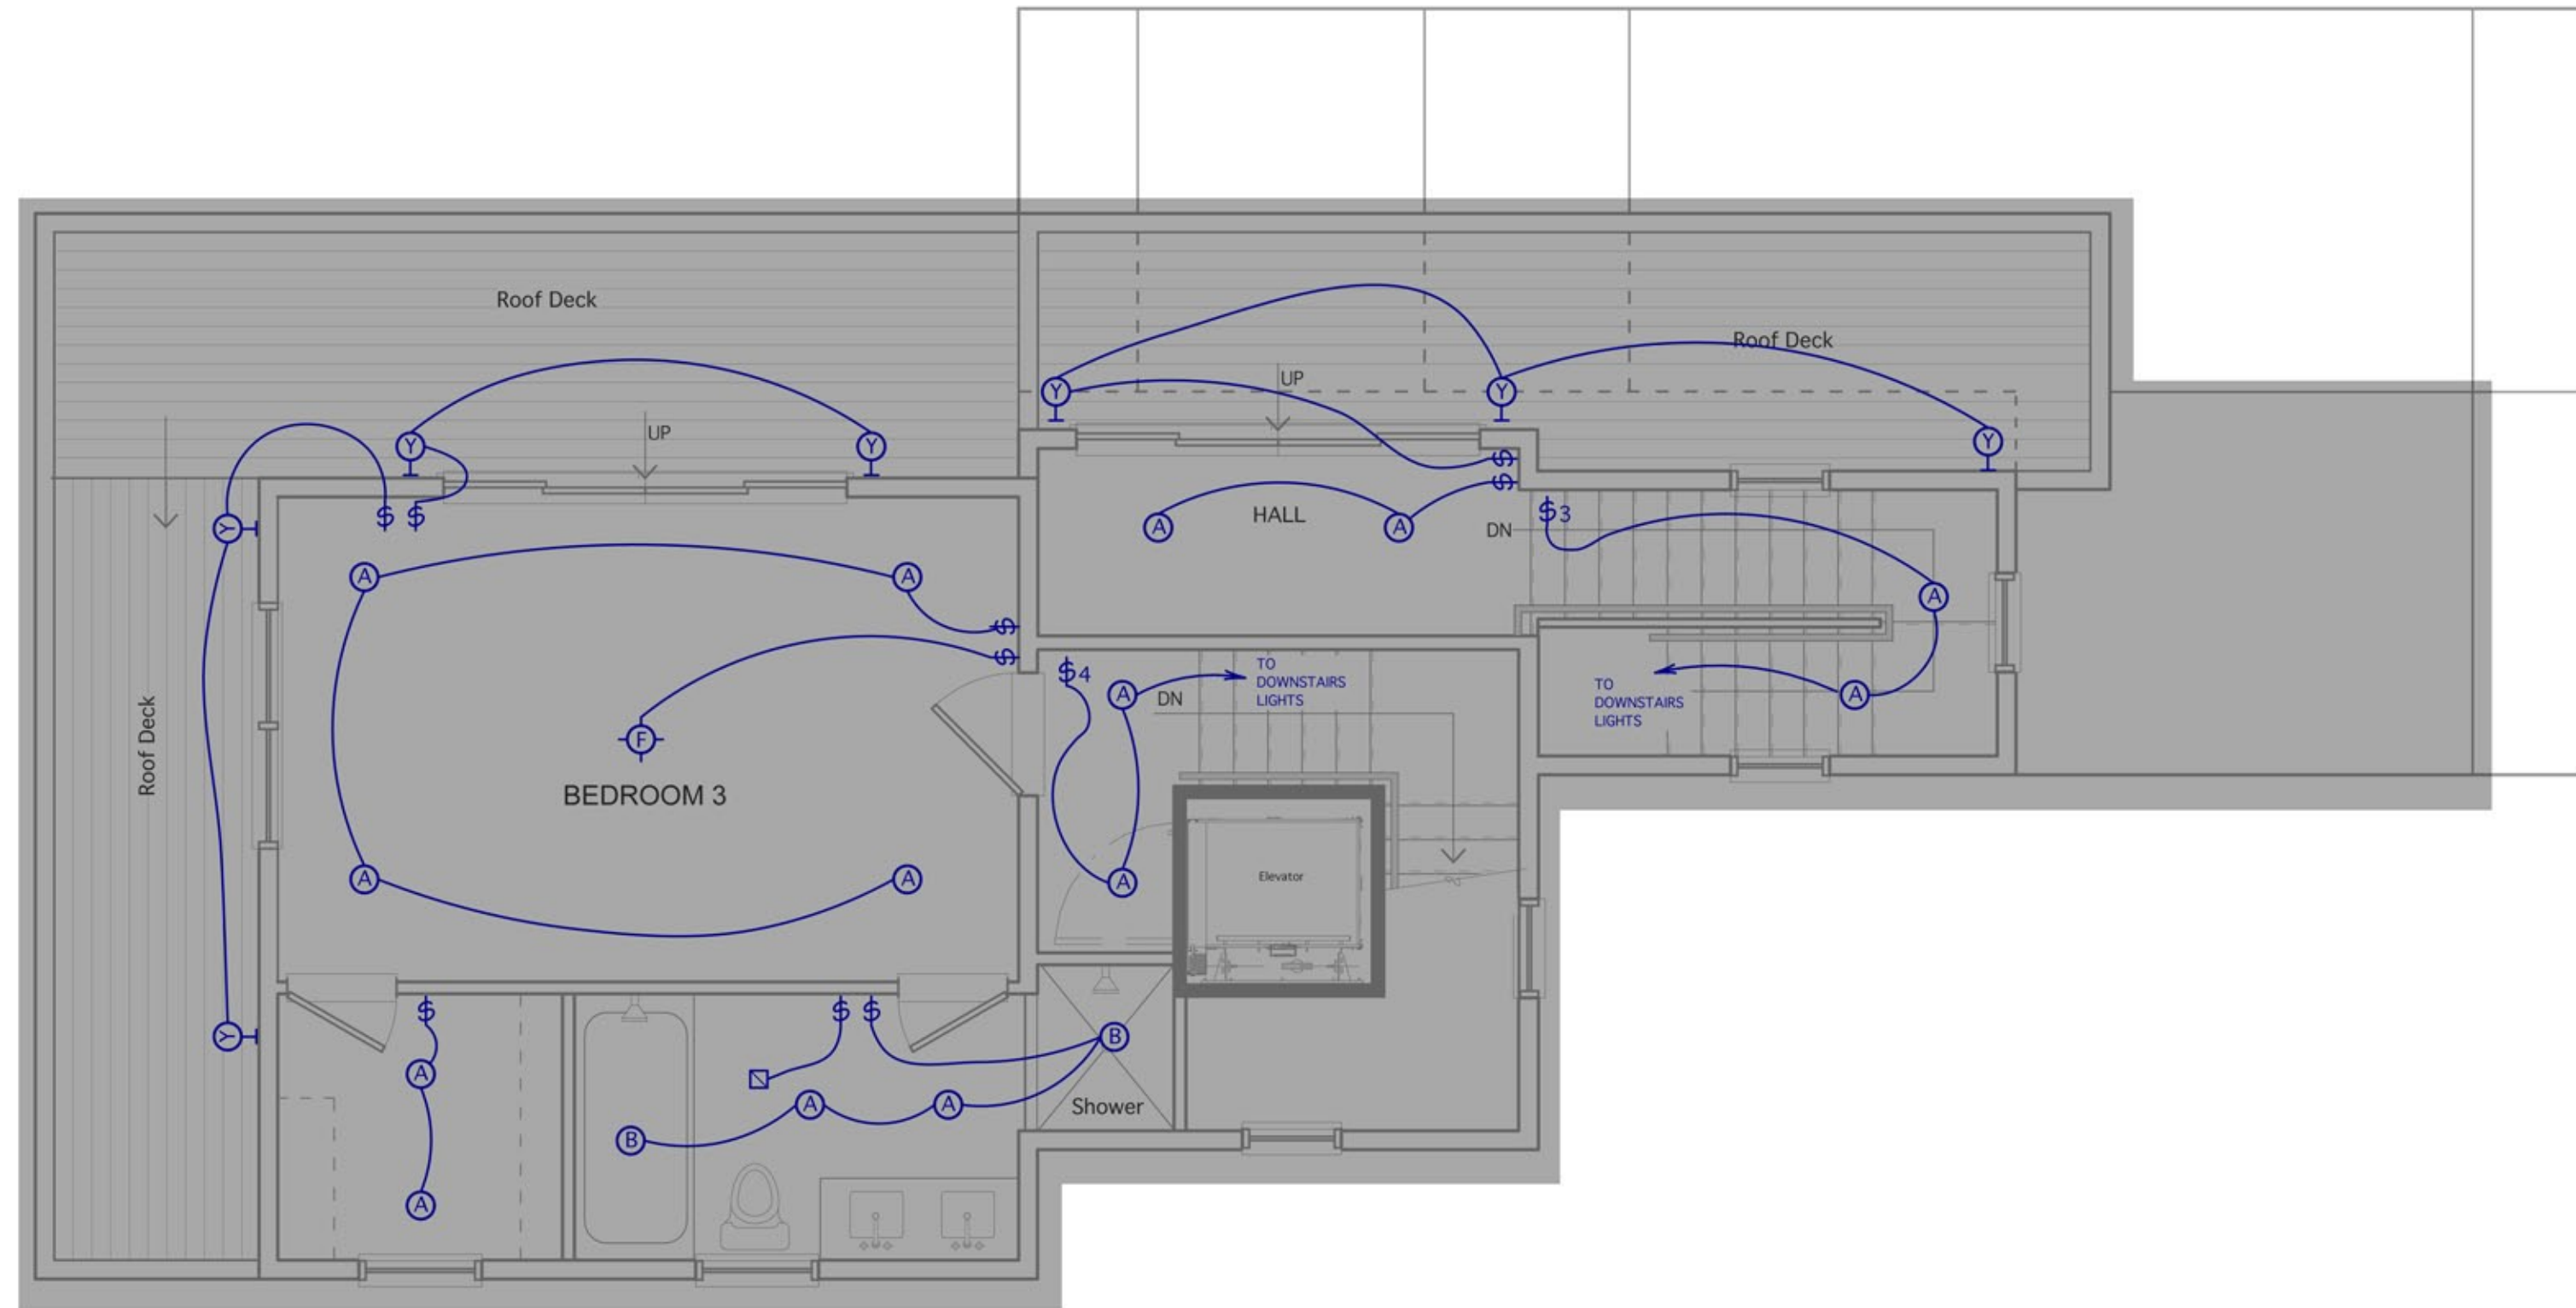 Roof Deck
Roof Deck
UP
Y
Y
Y
UP
Y
Y
$
$
HALL
$ $
$3
DN
A
A
Y
A
A
A
$
$
$4
A
DN
TO
DOWNSTAIRS
LIGHTS
TO
DOWNSTAIRS
LIGHTS
A
Roof Deck
F
BEDROOM 3
A
A
A
Elevator
$
$ $
Y
B
A
A
A
Shower
B
A